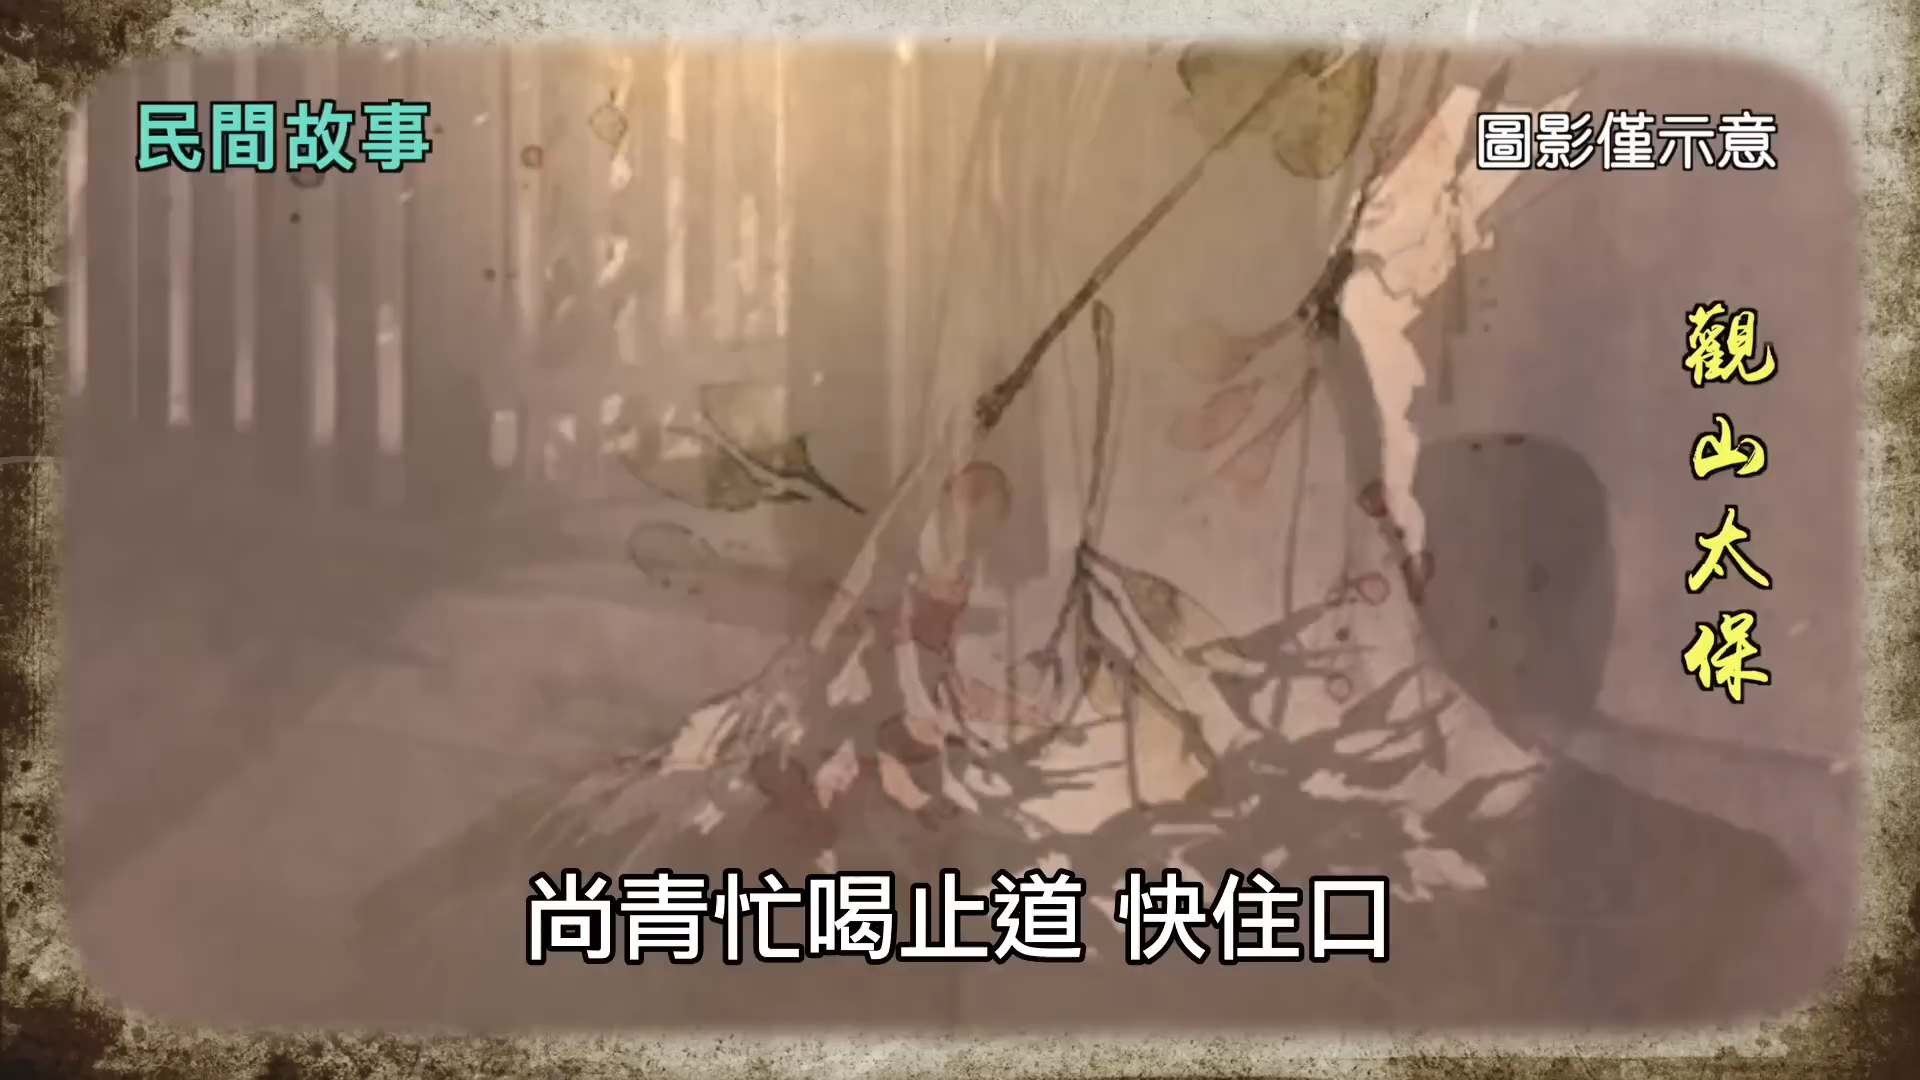 民間故事
圖影僅示意
觀山太保
尚青忙喝止道 快住口